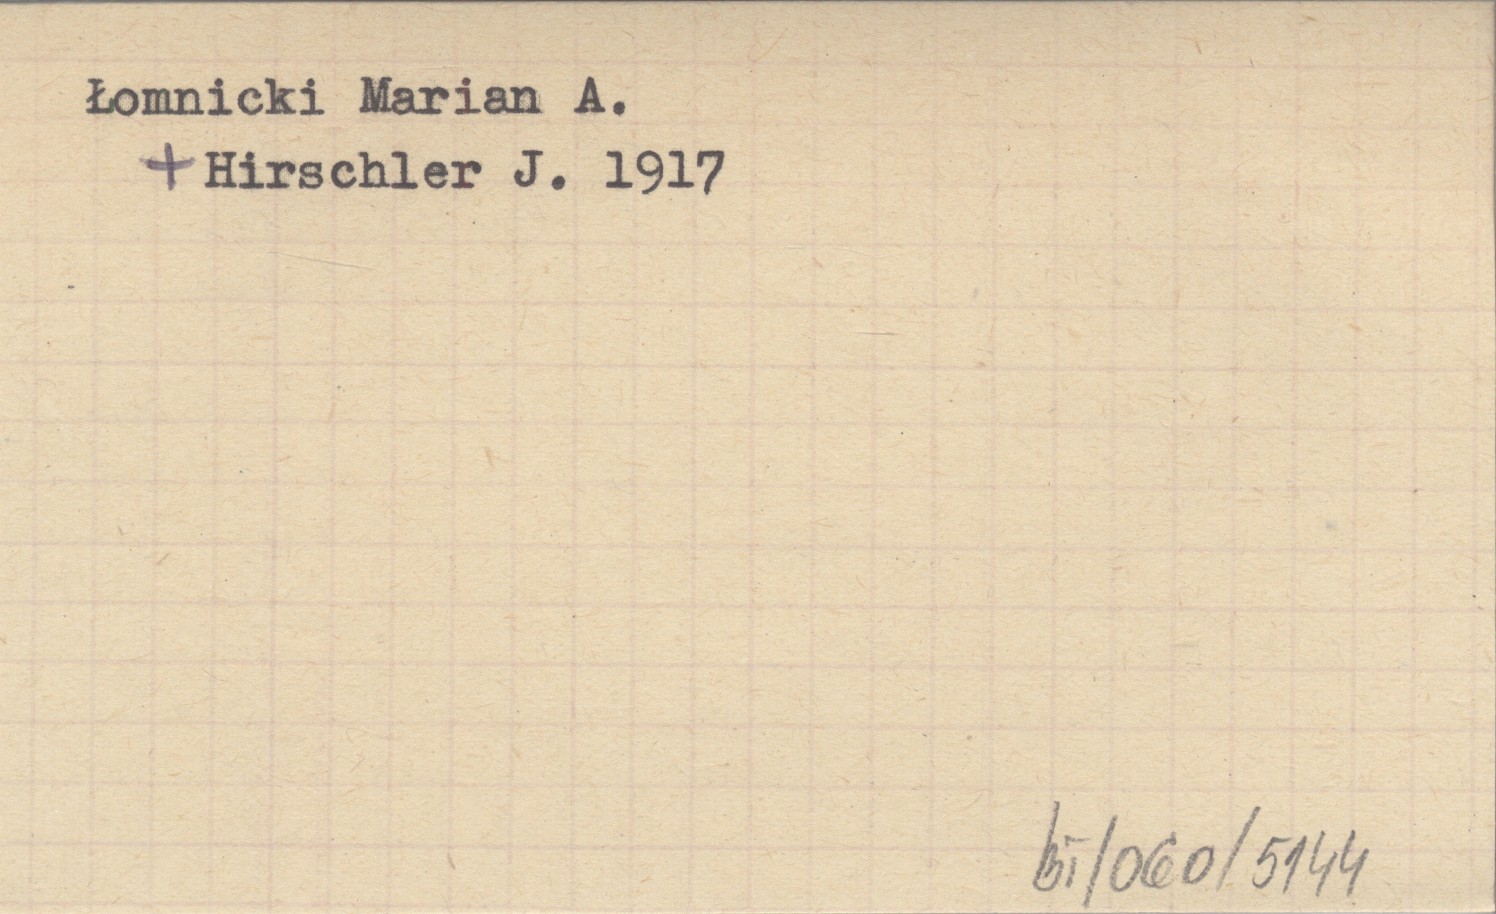 Łomnicki Marian A.
+ Hirschler J. 1917
bi/060/5144